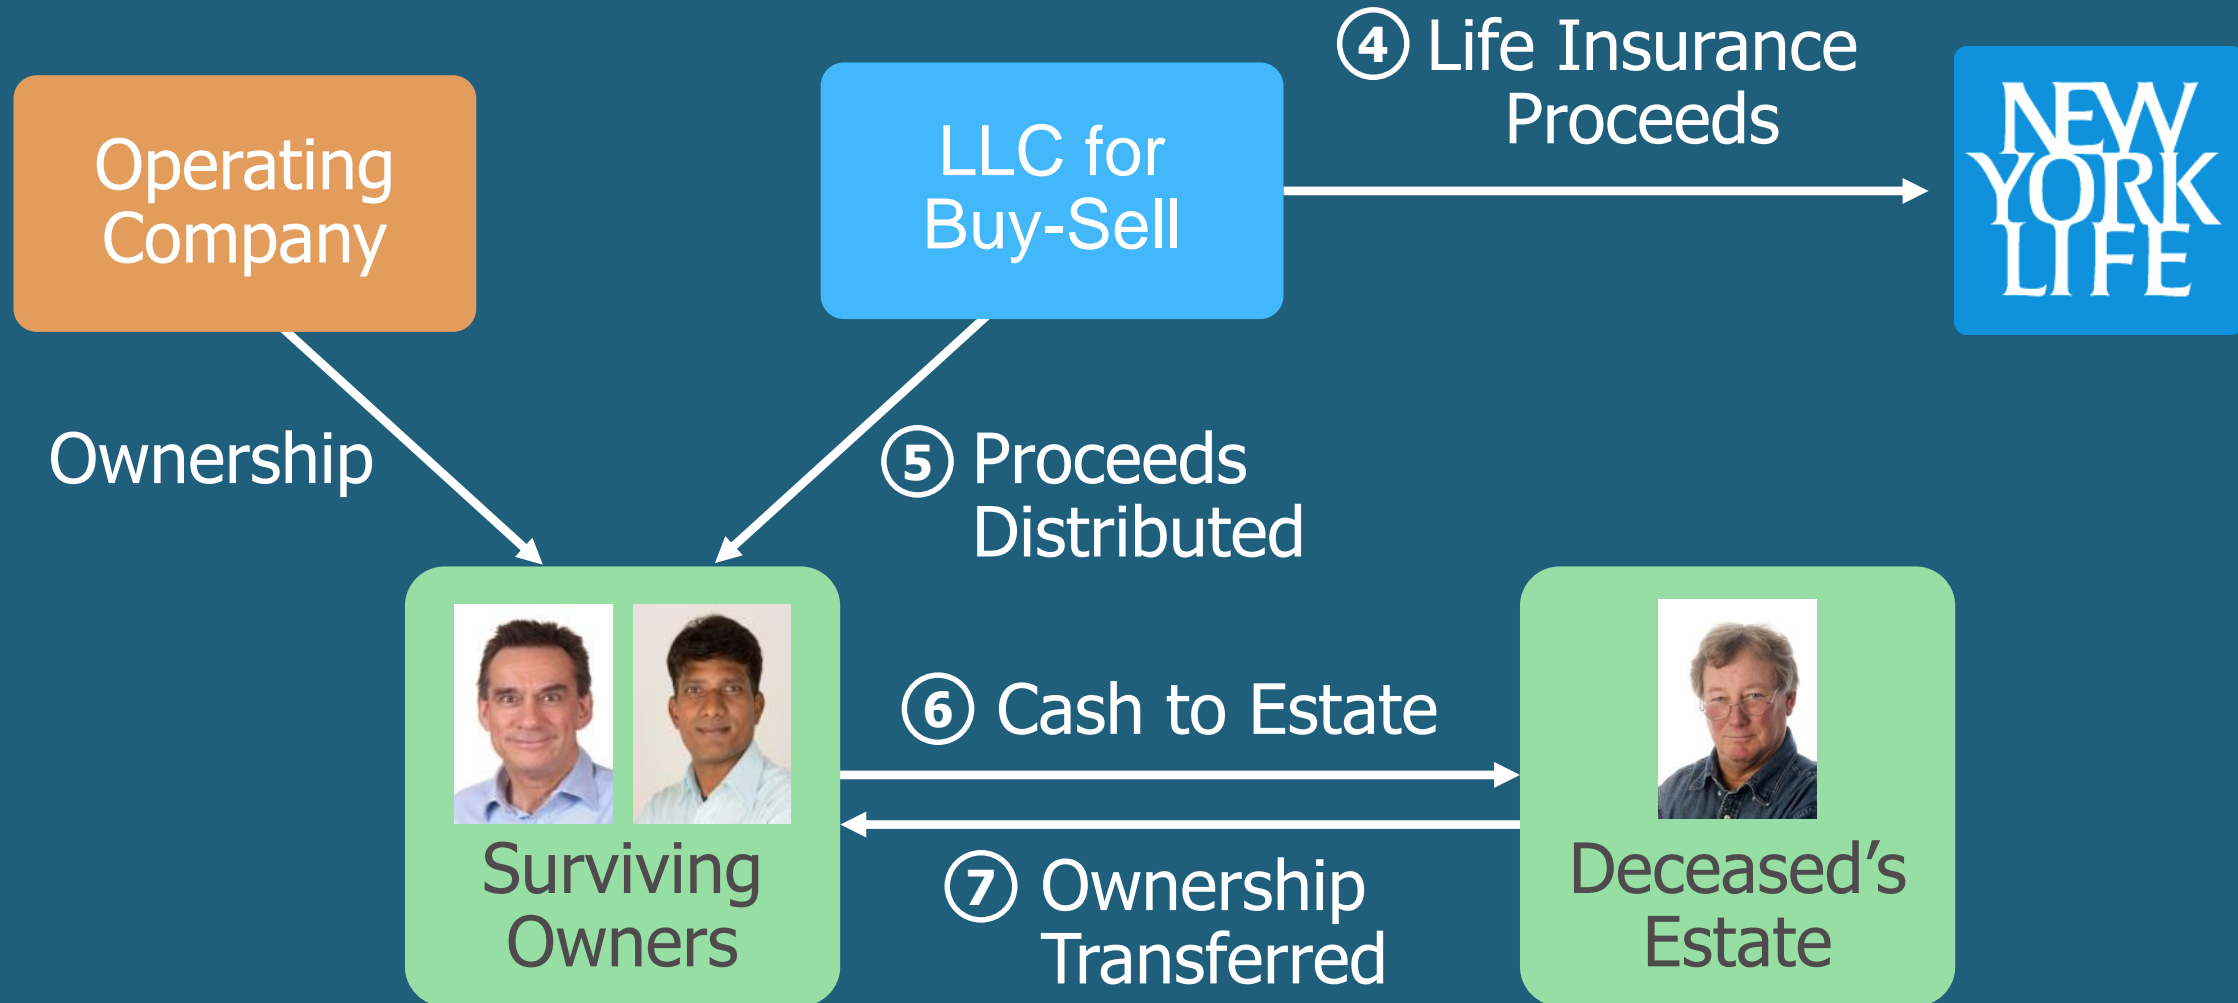 ④ Life Insurance
Proceeds
Operating
Company
LLC for
Buy-Sell
NEW
YORK
LIFE
Ownership
⑤ Proceeds
Distributed
⑥ Cash to Estate
Surviving
Owners
⑦ Ownership
Transferred
Deceased’s
Estate